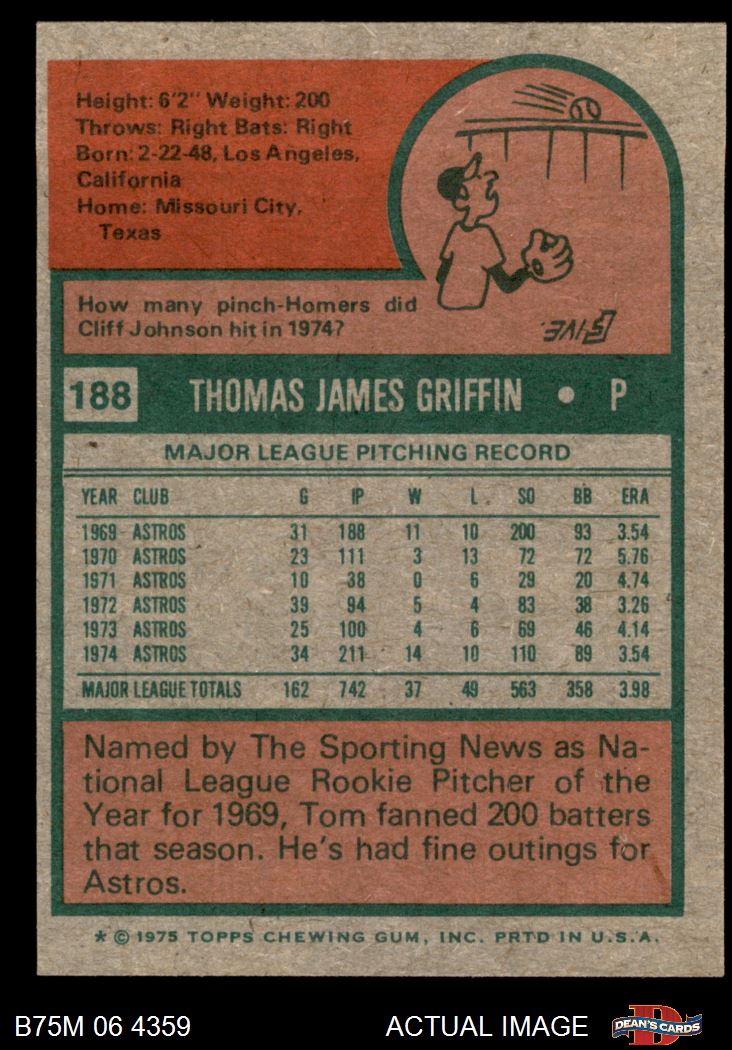 Height: 6'2" Weight: 200
Throws: Right Bats: Right
Born: 2-22-48, Los Angeles,
California
Home: Missouri City,
Texas
How many pinch-Homers did
Cliff Johnson hit in 1974?
FIVE.
188 THOMAS JAMES GRIFFIN • P
MAJOR LEAGUE PITCHING RECORD
YEAR CLUB G IP W L SO BB ERA
1969 ASTROS 31 188 11 10 200 93 3.54
1970 ASTROS 23 111 3 13 72 72 5.76
1971 ASTROS 10 38 0 6 29 20 4.74
1972 ASTROS 39 94 5 4 83 38 3.26
1973 ASTROS 25 100 4 6 69 46 4.14
1974 ASTROS 34 211 14 10 110 89 3.54
MAJOR LEAGUE TOTALS 162 742 37 49 563 358 3.98
Named by The Sporting News as Na-
tional League Rookie Pitcher of the
Year for 1969, Tom fanned 200 batters
that season. He's had fine outings for
Astros.
* © 1975 TOPPS CHEWING GUM, INC. PRTD IN U.S.A.
B75M 06 4359 ACTUAL IMAGE D DEAN'S CARDS